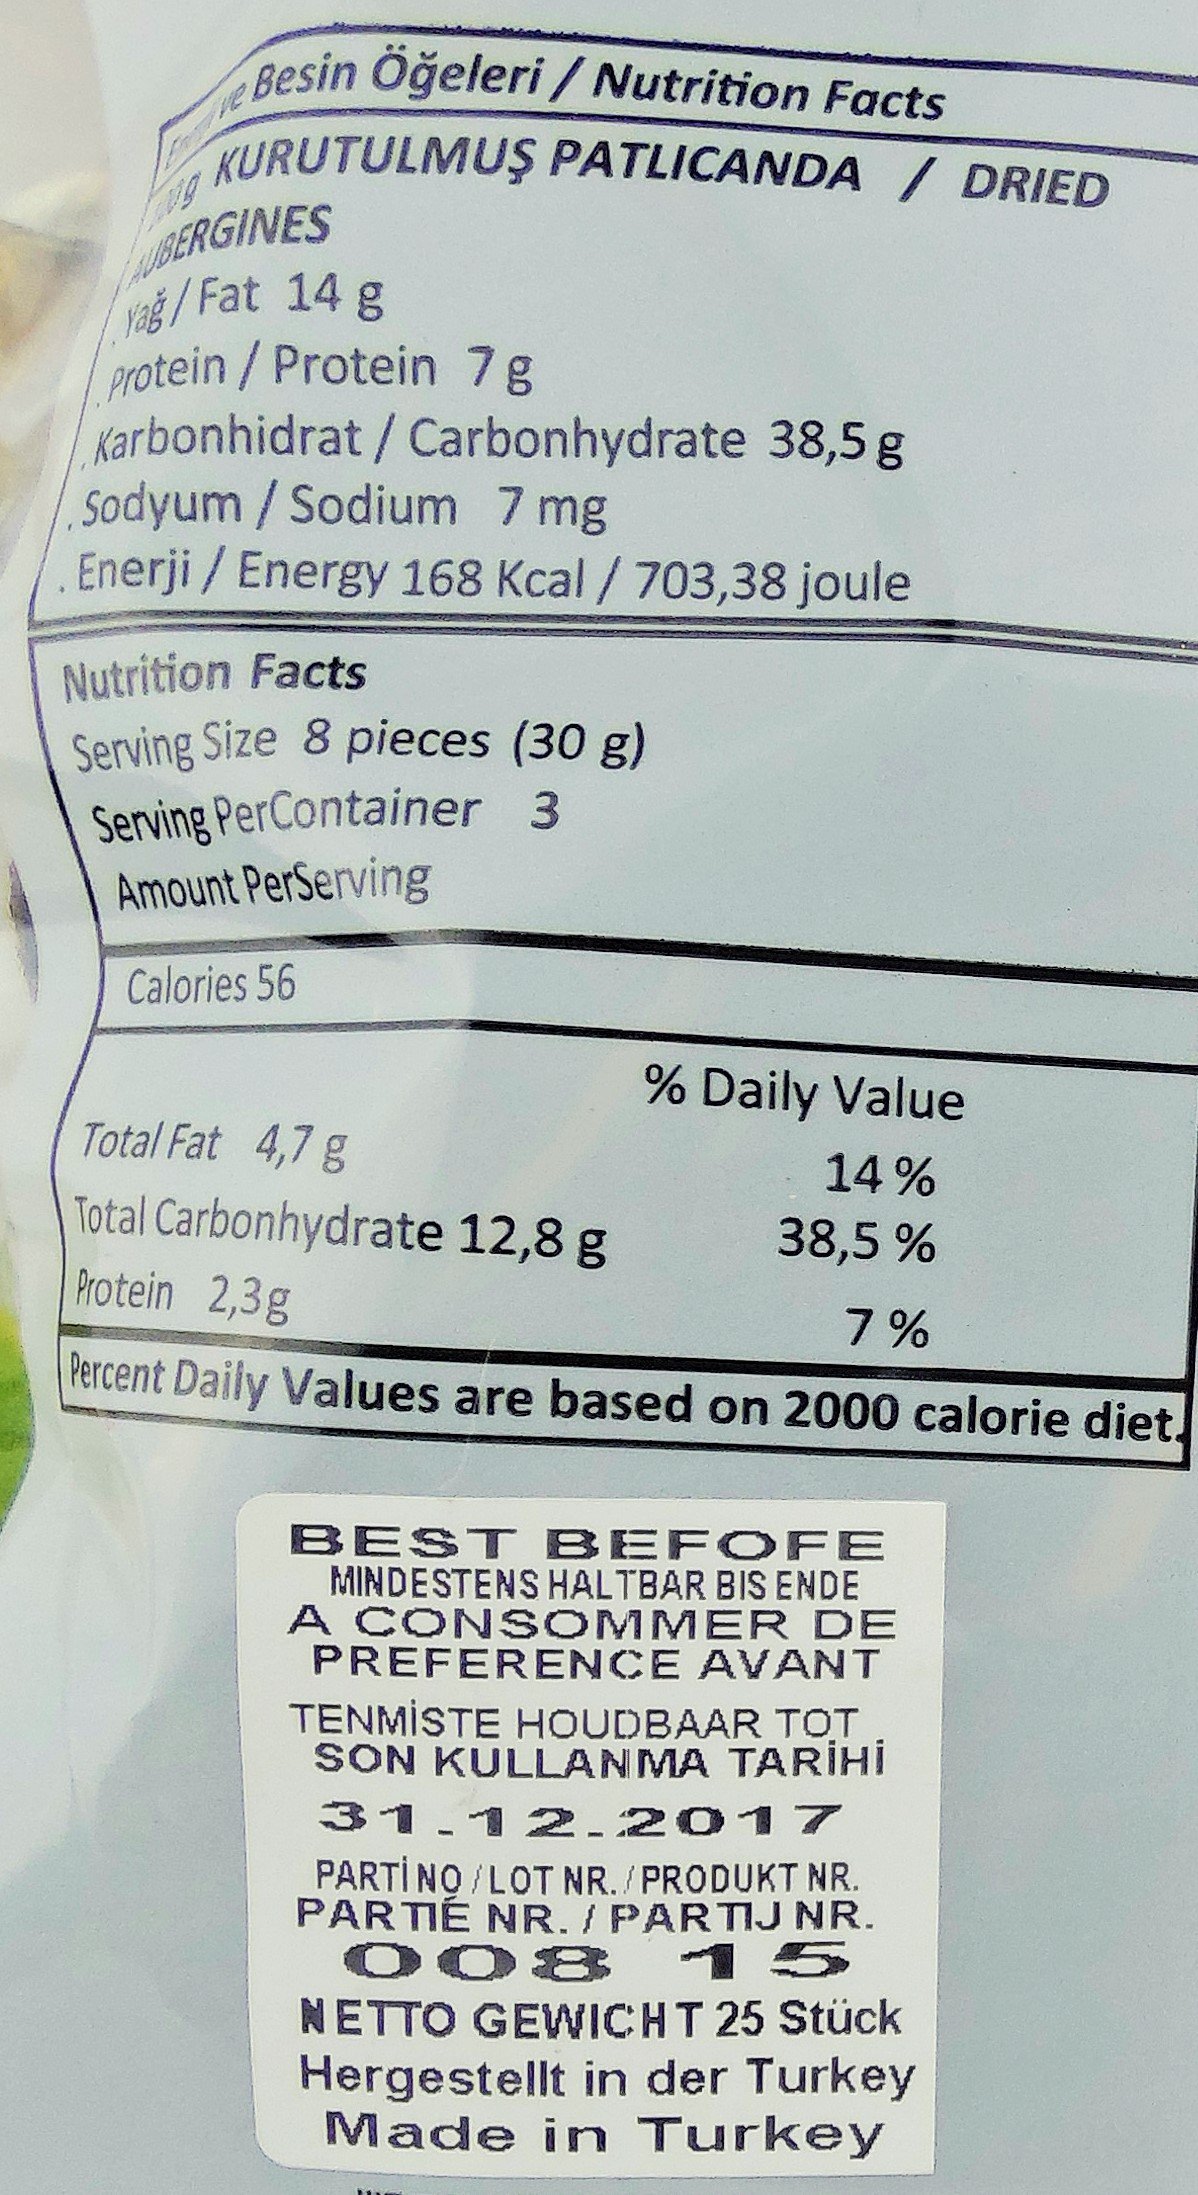 ve Besin Öğeleri / Nutrition Facts
KURUTULMUŞ PATLICANDA / DRIED
AUBERGINES
. Yağ / Fat 14 g
. Protein / Protein 7 g
. Karbonhidrat / Carbonhydrate 38,5 g
. Sodyum / Sodium 7 mg
. Enerji / Energy 168 Kcal / 703,38 joule
Nutrition Facts
Serving Size 8 pieces (30 g)
Serving PerContainer 3
Amount PerServing
Calories 56
% Daily Value
Total Fat 4,7 g 14 %
Total Carbonhydrate 12,8 g 38,5 %
Protein 2,3g 7 %
Percent Daily Values are based on 2000 calorie diet.
BEST BEFOFE
MINDESTENS HALTBAR BIS ENDE
A CONSOMMER DE
PREFERENCE AVANT
TENMİSTE HOUDBAAR TOT
SON KULLANMA TARİHİ
31.12.2017
PARTİ NO / LOT NR. / PRODUKT NR.
PARTIÉ NR. / PARTIJ NR.
008 15
NETTO GEWICHT 25 Stück
Hergestellt in der Turkey
Made in Turkey